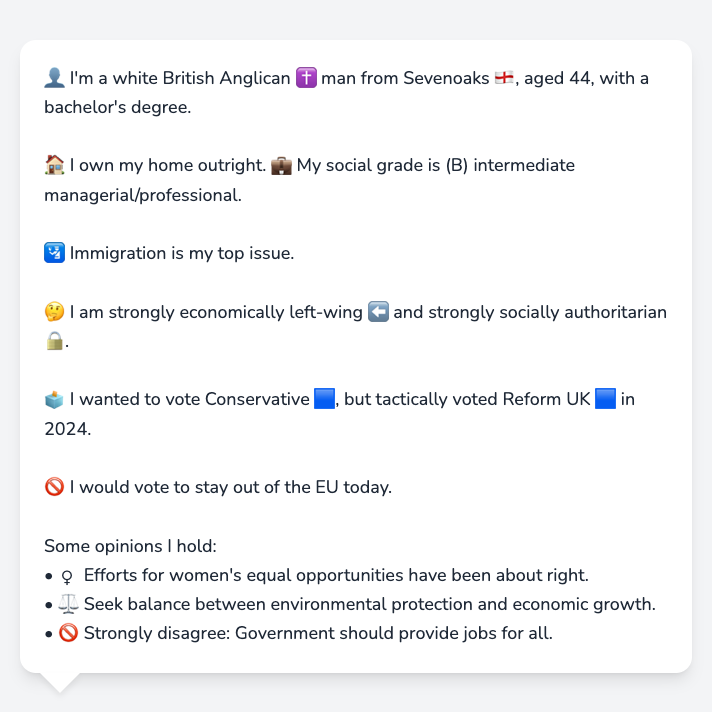 👤 I'm a white British Anglican ✝️ man from Sevenoaks 🏴󠁧󠁢󠁥󠁮󠁧󠁿, aged 44, with a
bachelor's degree.
🏠 I own my home outright. 💼 My social grade is (B) intermediate
managerial/professional.
🛂 Immigration is my top issue.
🤔 I am strongly economically left-wing ⬅️ and strongly socially authoritarian
🔒.
🗳️ I wanted to vote Conservative 🟦, but tactically voted Reform UK 🟦 in
2024.
🚫 I would vote to stay out of the EU today.
Some opinions I hold:
• ♀️ Efforts for women's equal opportunities have been about right.
• ⚖️ Seek balance between environmental protection and economic growth.
• 🚫 Strongly disagree: Government should provide jobs for all.